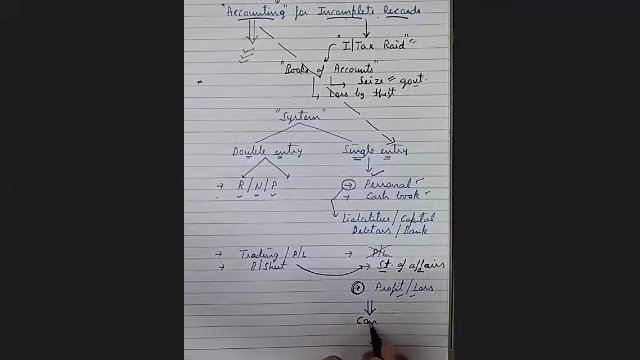 "Accounting" for Incomplete Records
"I|Tax Raid"
"Books of Accounts"
Seize = govt.
Loss by theft
"System"
Double entry Single entry
→ R/N/P → Personal
→ Cash book
Liabilities/Capital
Debtors/Bank
→ Trading/P/L → P/L
→ B/Sheet → St. of affairs
→ Profit/Loss
Can